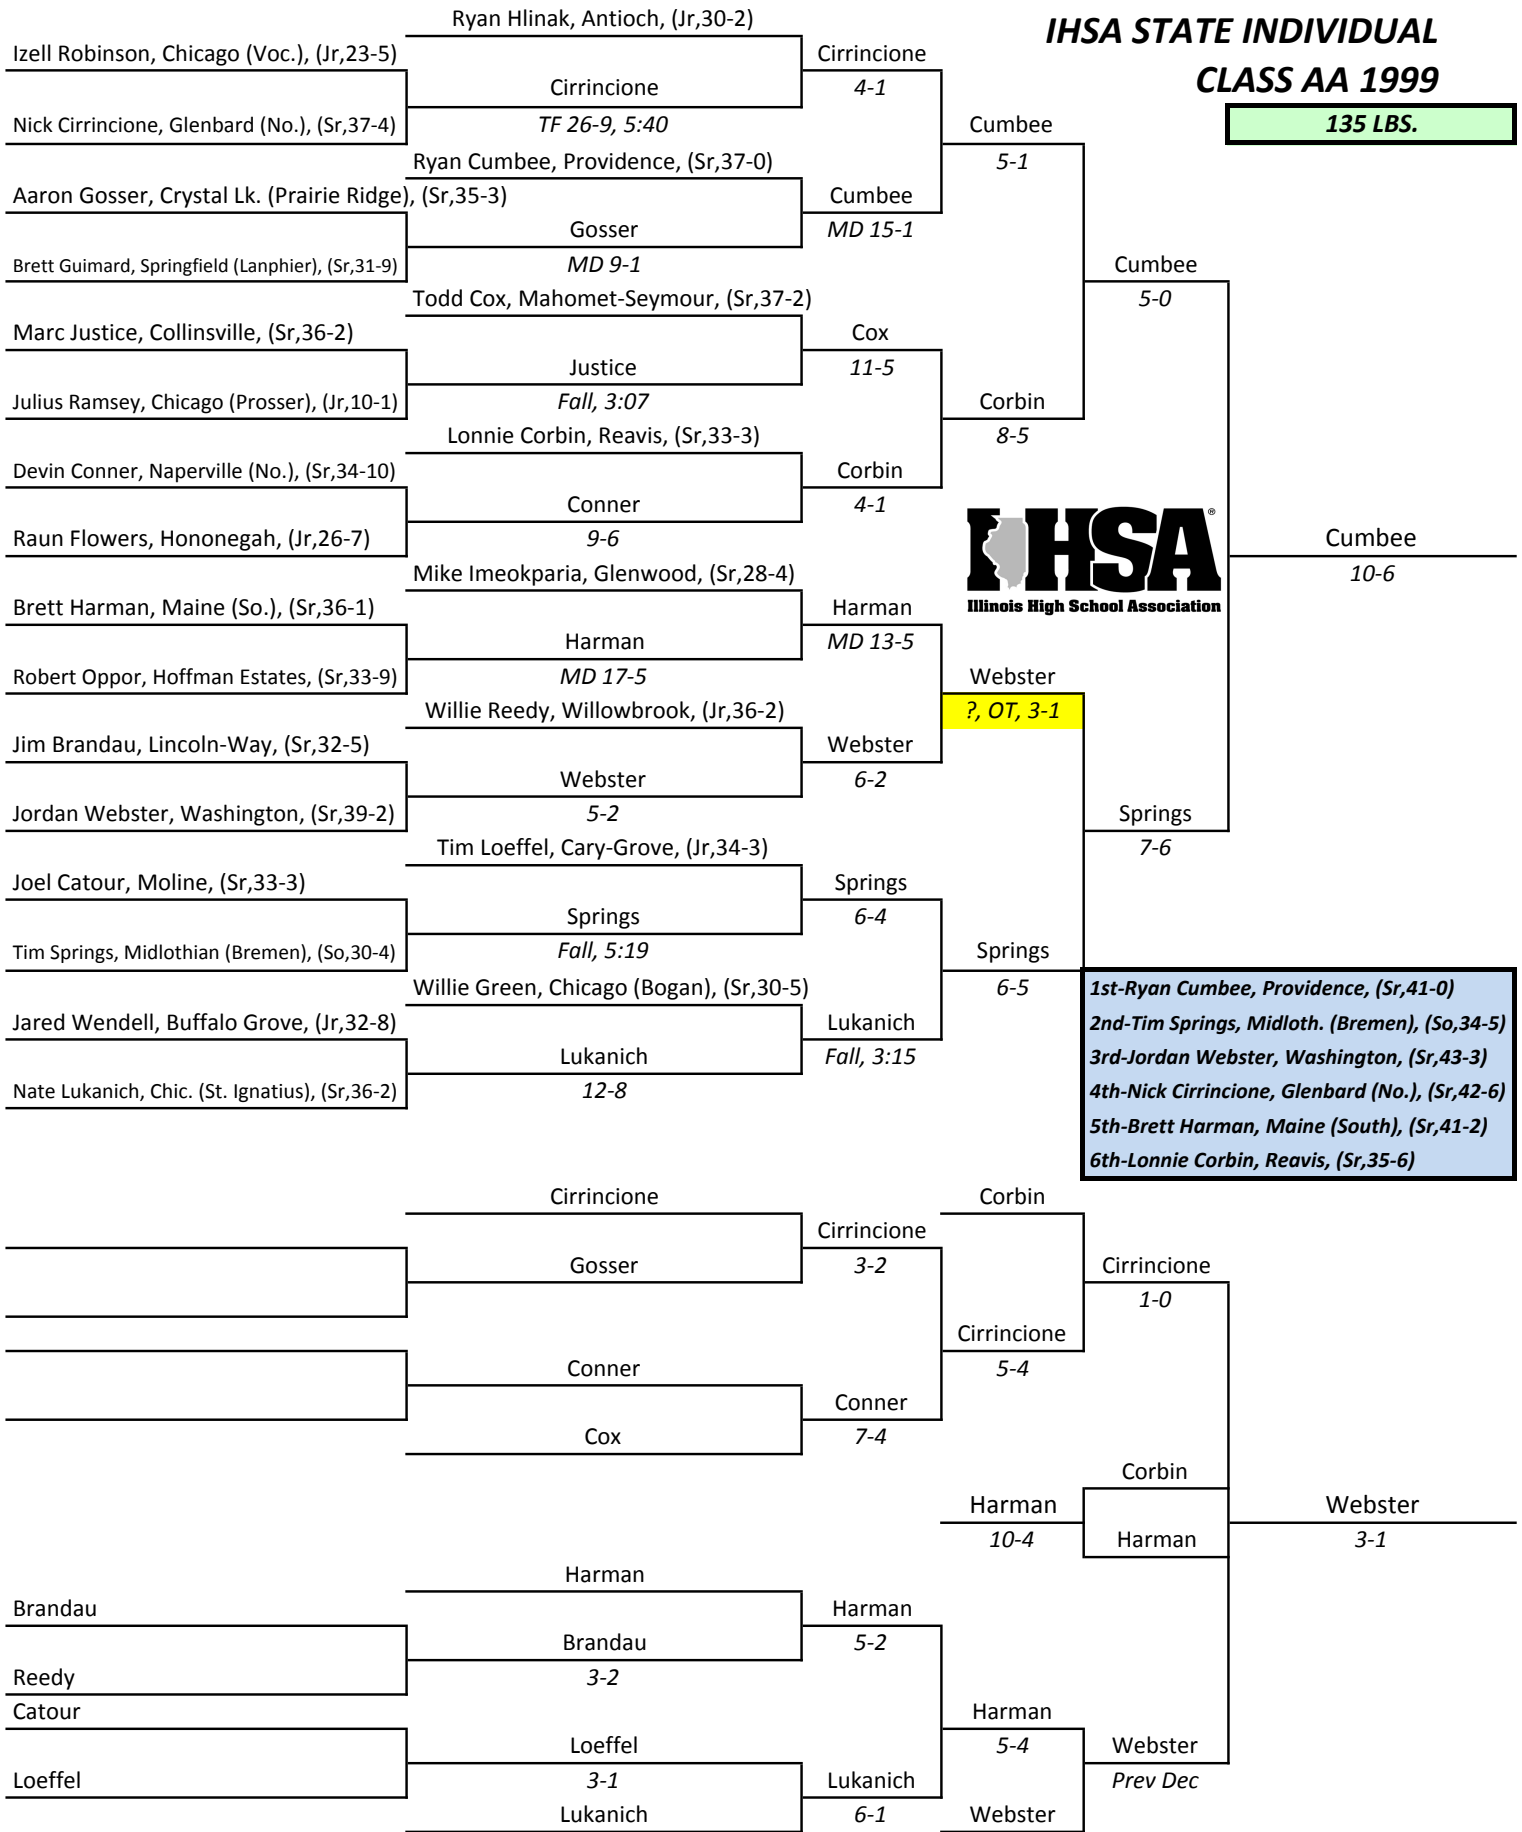 Ryan Hlinak, Antioch, (Jr,30-2)
IHSA STATE INDIVIDUAL
CLASS AA 1999
135 LBS.
Izell Robinson, Chicago (Voc.), (Jr,23-5)
Cirrincione
Cirrincione
4-1
Nick Cirrincione, Glenbard (No.), (Sr,37-4)
TF 26-9, 5:40
Cumbee
Ryan Cumbee, Providence, (Sr,37-0)
5-1
Aaron Gosser, Crystal Lk. (Prairie Ridge), (Sr,35-3)
Cumbee
Gosser
MD 15-1
Brett Guimard, Springfield (Lanphier), (Sr,31-9)
MD 9-1
Cumbee
Todd Cox, Mahomet-Seymour, (Sr,37-2)
5-0
Marc Justice, Collinsville, (Sr,36-2)
Cox
Justice
11-5
Julius Ramsey, Chicago (Prosser), (Jr,10-1)
Fall, 3:07
Corbin
Lonnie Corbin, Reavis, (Sr,33-3)
8-5
Devin Conner, Naperville (No.), (Sr,34-10)
Corbin
Conner
4-1
Raun Flowers, Hononegah, (Jr,26-7)
9-6
IHSA®
Illinois High School Association
Cumbee
10-6
Mike Imeokparia, Glenwood, (Sr,28-4)
Brett Harman, Maine (So.), (Sr,36-1)
Harman
Harman
MD 13-5
Robert Oppor, Hoffman Estates, (Sr,33-9)
MD 17-5
Webster
Willie Reedy, Willowbrook, (Jr,36-2)
?, OT, 3-1
Jim Brandau, Lincoln-Way, (Sr,32-5)
Webster
Webster
6-2
Jordan Webster, Washington, (Sr,39-2)
5-2
Springs
Tim Loeffel, Cary-Grove, (Jr,34-3)
7-6
Joel Catour, Moline, (Sr,33-3)
Springs
Springs
6-4
Tim Springs, Midlothian (Bremen), (So,30-4)
Fall, 5:19
Springs
Willie Green, Chicago (Bogan), (Sr,30-5)
6-5
Jared Wendell, Buffalo Grove, (Jr,32-8)
Lukanich
Lukanich
Fall, 3:15
Nate Lukanich, Chic. (St. Ignatius), (Sr,36-2)
12-8
1st-Ryan Cumbee, Providence, (Sr,41-0)
2nd-Tim Springs, Midloth. (Bremen), (So,34-5)
3rd-Jordan Webster, Washington, (Sr,43-3)
4th-Nick Cirrincione, Glenbard (No.), (Sr,42-6)
5th-Brett Harman, Maine (South), (Sr,41-2)
6th-Lonnie Corbin, Reavis, (Sr,35-6)
Cirrincione
Corbin
Cirrincione
Gosser
3-2
Cirrincione
1-0
Cirrincione
Conner
5-4
Conner
Cox
7-4
Corbin
Harman
Webster
10-4
Harman
3-1
Harman
Brandau
Harman
Brandau
5-2
Reedy
3-2
Catour
Harman
Loeffel
5-4
Webster
Loeffel
3-1
Lukanich
Prev Dec
Lukanich
6-1
Webster